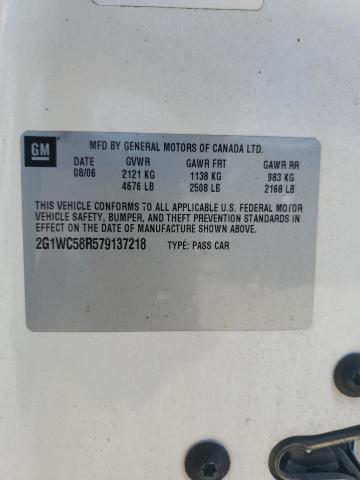 GM
MFD BY GENERAL MOTORS OF CANADA LTD.
DATE GVWR GAWR FRT GAWR RR
08/06 2121 KG 1138 KG 983 KG
4676 LB 2508 LB 2168 LB
THIS VEHICLE CONFORMS TO ALL APPLICABLE U.S. FEDERAL MOTOR
VEHICLE SAFETY, BUMPER, AND THEFT PREVENTION STANDARDS IN
EFFECT ON THE DATE OF MANUFACTURE SHOWN ABOVE.
2G1WC58R579137218 TYPE: PASS CAR